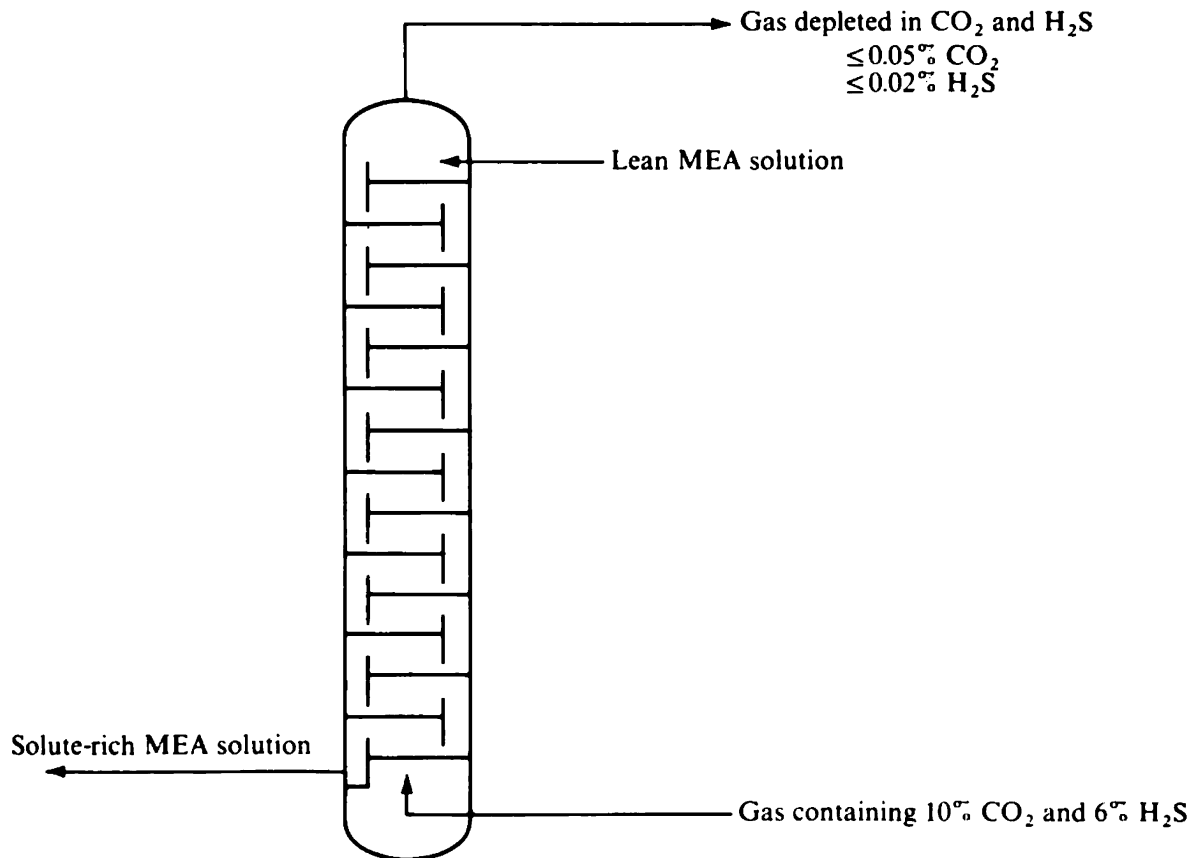 Gas depleted in CO₂ and H₂S
≤0.05% CO₂
≤0.02% H₂S
Lean MEA solution
Solute-rich MEA solution
Gas containing 10% CO₂ and 6% H₂S